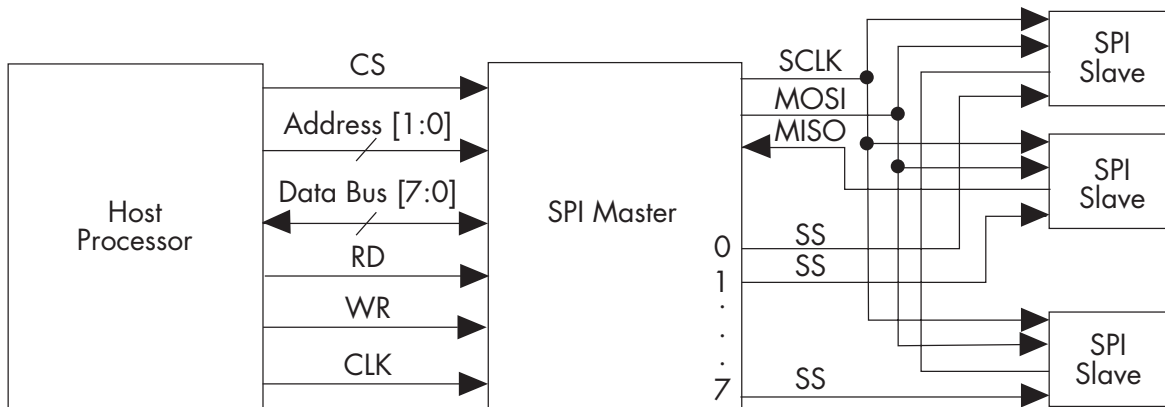 Host
Processor
CS
Address [1:0]
Data Bus [7:0]
RD
WR
CLK
SPI Master
0
1
.
.
.
7
SCLK
MOSI
MISO
SS
SS
SS
SPI
Slave
SPI
Slave
SPI
Slave